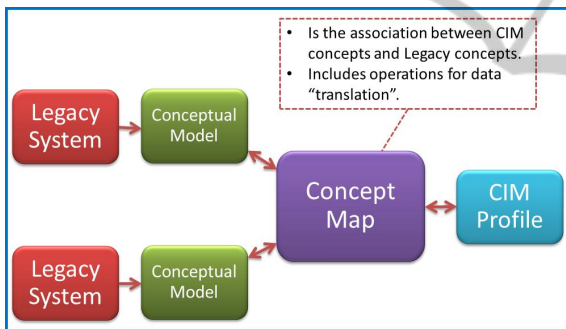 • Is the association between CIM
concepts and Legacy concepts.
• Includes operations for data
“translation”.
Legacy
System
Conceptual
Model
Concept
Map
CIM
Profile
Legacy
System
Conceptual
Model